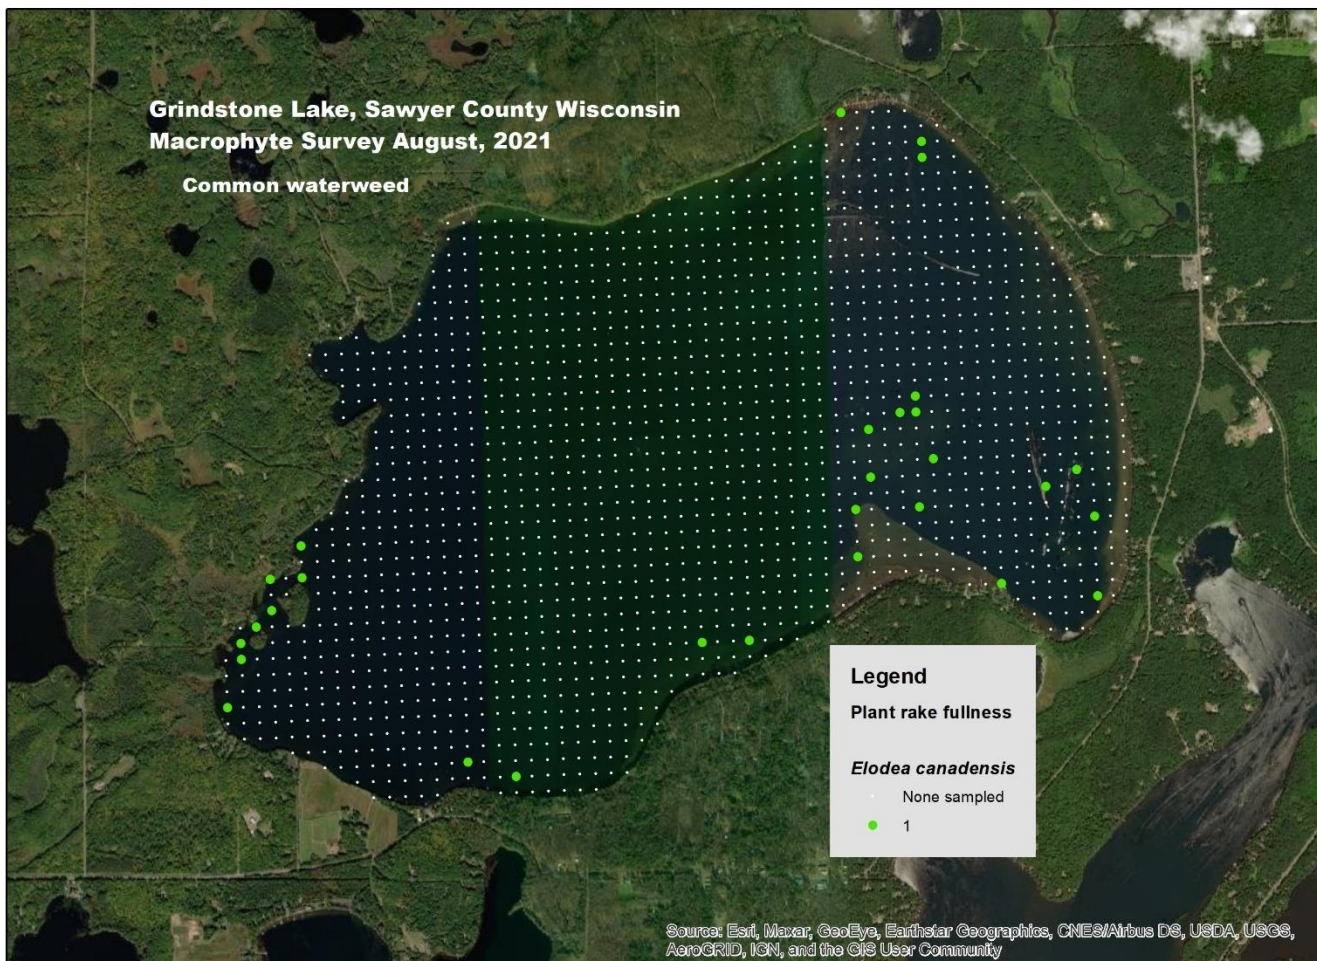 Grindstone Lake, Sawyer County Wisconsin
Macrophyte Survey August, 2021
Common waterweed
Legend
Plant rake fullness
Elodea canadensis
None sampled
1
Source: Esri, Maxar, GeoEye, Earthstar Geographics, CNES/Airbus DS, USDA, USGS,
AeroGRID, IGN, and the GIS User Community